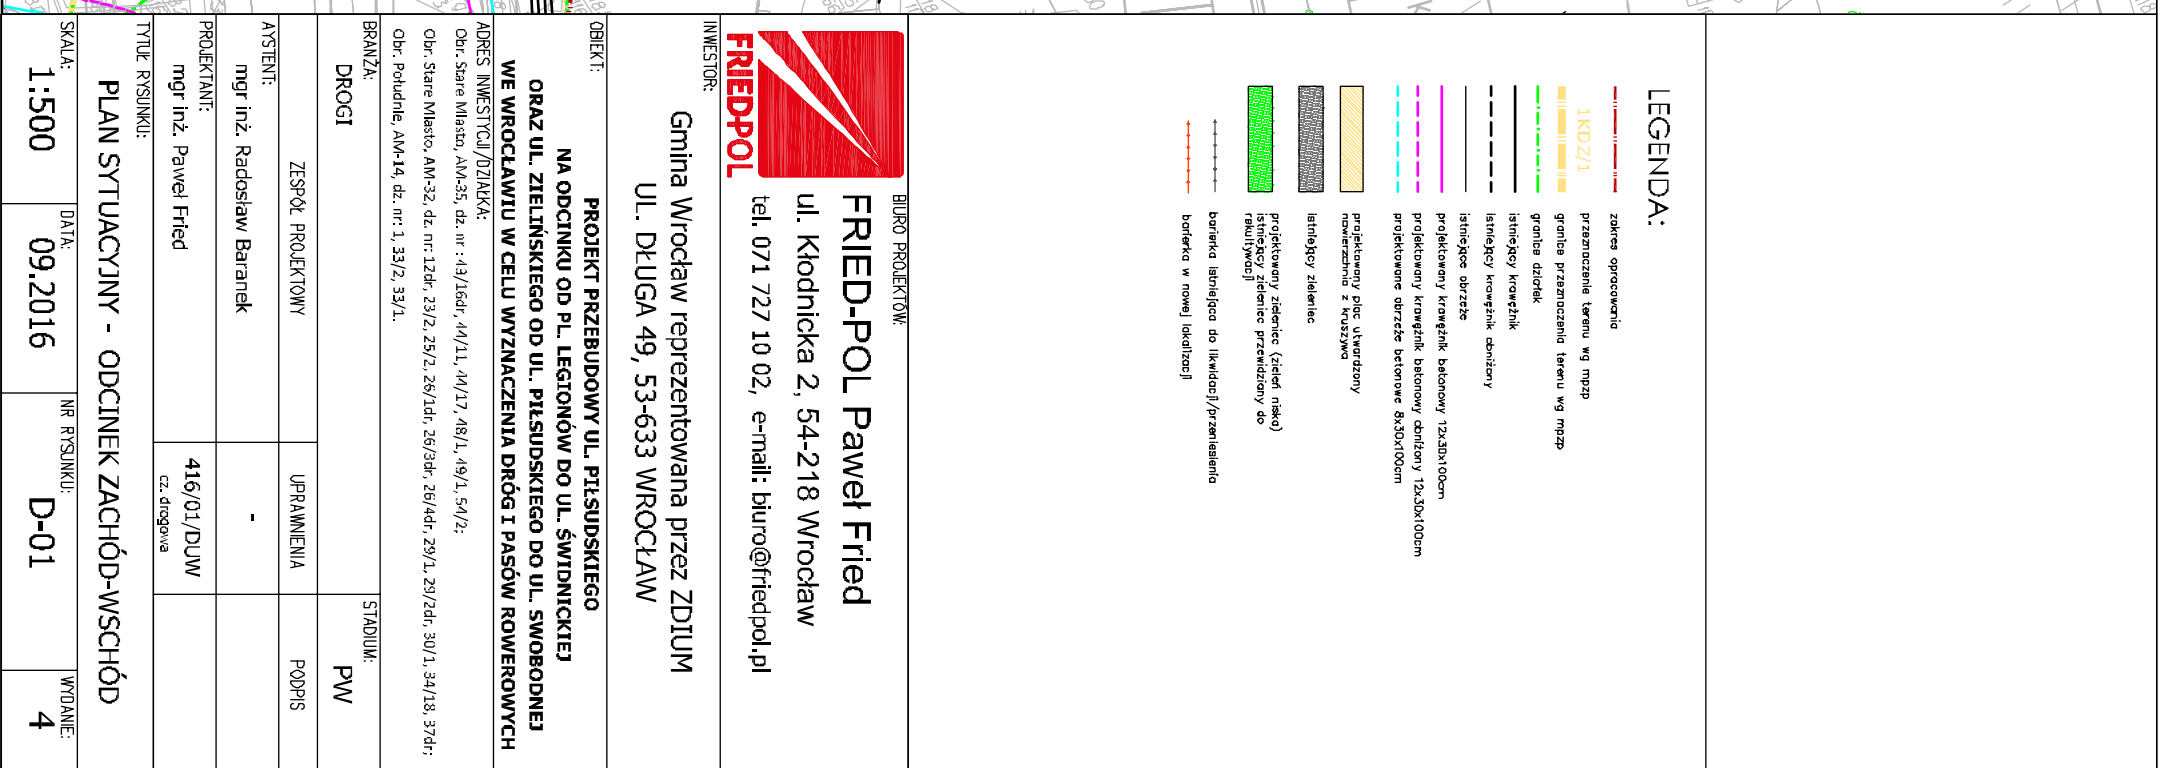 LEGENDA:
zakres opracowania
1KDZ/1
przeznaczenie terenu wg mpzp
granica przeznaczenia terenu wg mpzp
granica działek
istniejący krawężnik
istniejący krawężnik obniżony
istniejące obrzeże
projektowany krawężnik betonowy 12x30x100cm
projektowany krawężnik betonowy obniżony 12x30x100cm
projektowane obrzeże betonowe 8x30x100cm
projektowany plac utwardzony
nawierzchnia z kruszywa
istniejący zieleniec
projektowany zieleniec (zieleń niska)
istniejący zieleniec przewidziany do
rekultywacji
barierka istniejąca do likwidacji/przeniesienia
barierka w nowej lokalizacji
FRIED-POL
BIURO PROJEKTÓW:
FRIED-POL Paweł Fried
ul. Kłodnicka 2, 54-218 Wrocław
tel. 071 727 10 02, e-mail: biuro@friedpol.pl
INWESTOR:
Gmina Wrocław reprezentowana przez ZDIUM
UL. DŁUGA 49, 53-633 WROCŁAW
OBIEKT:
PROJEKT PRZEBUDOWY UL. PIŁSUDSKIEGO
NA ODCINKU OD PL. LEGIONÓW DO UL. ŚWIDNICKIEJ
ORAZ UL. ZIELIŃSKIEGO OD UL. PIŁSUDSKIEGO DO UL. SWOBODNEJ
WE WROCŁAWIU W CELU WYZNACZENIA DRÓG I PASÓW ROWEROWYCH
ADRES INWESTYCJI/DZIAŁKA:
Obr. Stare Miasto, AM-35, dz. nr : 43/16dr, 44/11, 44/17, 48/1, 49/1, 54/2;
Obr. Stare Miasto, AM-32, dz. nr: 12dr, 23/2, 25/2, 26/1dr, 26/3dr, 26/4dr, 29/1, 29/2dr, 30/1, 34/18, 37dr;
Obr. Południe, AM-14, dz. nr: 1, 33/2, 33/1.
BRANŻA:
DROGI
STADIUM:
PW
ZESPÓŁ PROJEKTOWY
UPRAWNIENIA
PODPIS
AYSTENT:
mgr inż. Radosław Baranek
-
PROJEKTANT:
mgr inż. Paweł Fried
416/01/DUW
cz. drogowa
TYTUŁ RYSUNKU:
PLAN SYTUACYJNY - ODCINEK ZACHÓD-WSCHÓD
SKALA:
1:500
DATA:
09.2016
NR RYSUNKU:
D-01
WYDANIE:
4